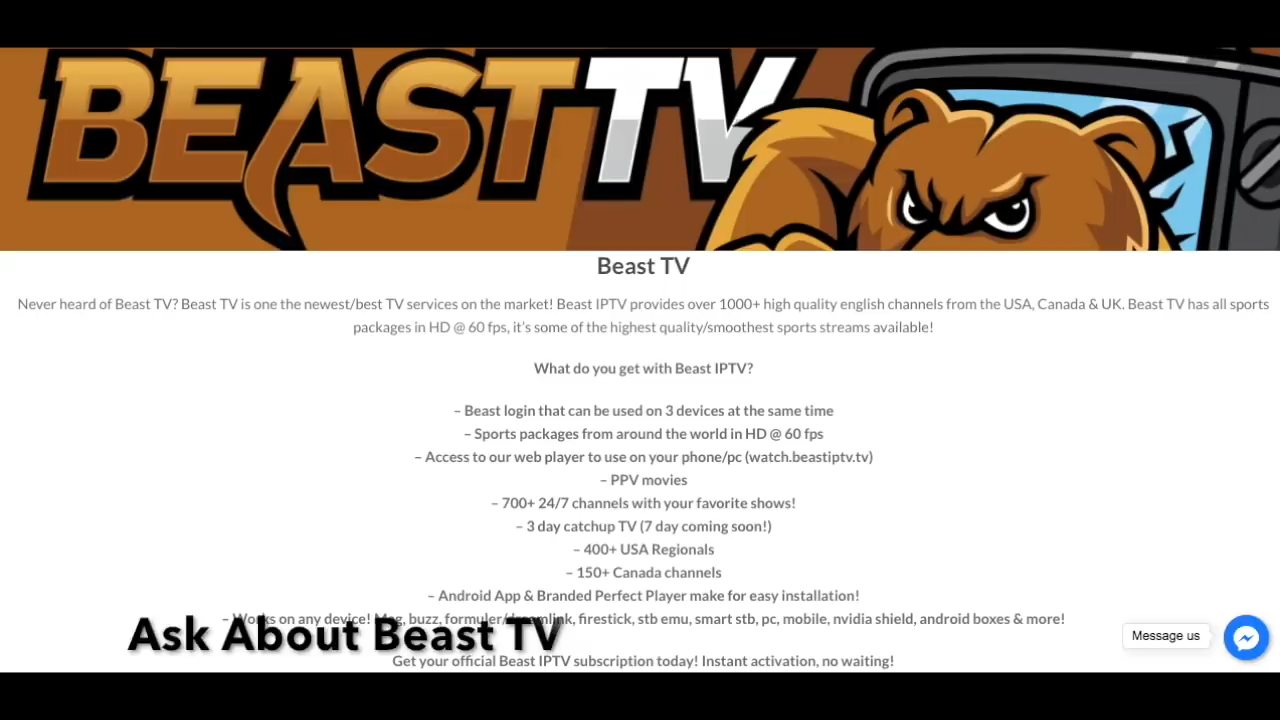 BEAST TV
Beast TV
Never heard of Beast TV? Beast TV is one the newest/best TV services on the market! Beast IPTV provides over 1000+ high quality english channels from the USA, Canada & UK. Beast TV has all sports
packages in HD @ 60 fps, it’s some of the highest quality/smoothest sports streams available!
What do you get with Beast IPTV?
– Beast login that can be used on 3 devices at the same time
– Sports packages from around the world in HD @ 60 fps
– Access to our web player to use on your phone/pc (watch.beastiptv.tv)
– PPV movies
– 700+ 24/7 channels with your favorite shows!
– 3 day catchup TV (7 day coming soon!)
– 400+ USA Regionals
– 150+ Canada channels
– Android App & Branded Perfect Player make for easy installation!
– Works on any device! Mag, buzz, formuler/dreamlink, firestick, stb emu, smart stb, pc, mobile, nvidia shield, android boxes & more!
Ask About Beast TV
Message us
Get your official Beast IPTV subscription today! Instant activation, no waiting!